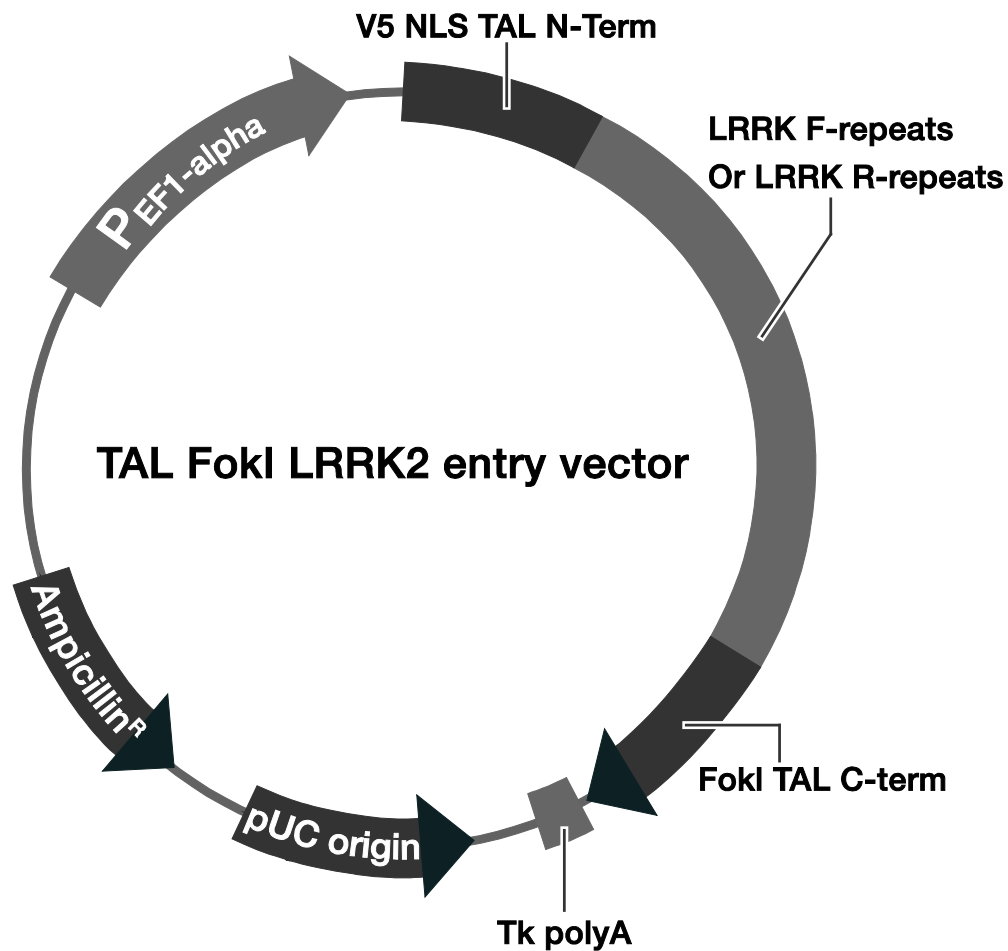 V5 NLS TAL N-Term
P EF1-alpha
LRRK F-repeats
Or LRRK R-repeats
TAL FokI LRRK2 entry vector
Ampicillin^R
FokI TAL C-term
pUC origin
Tk polyA